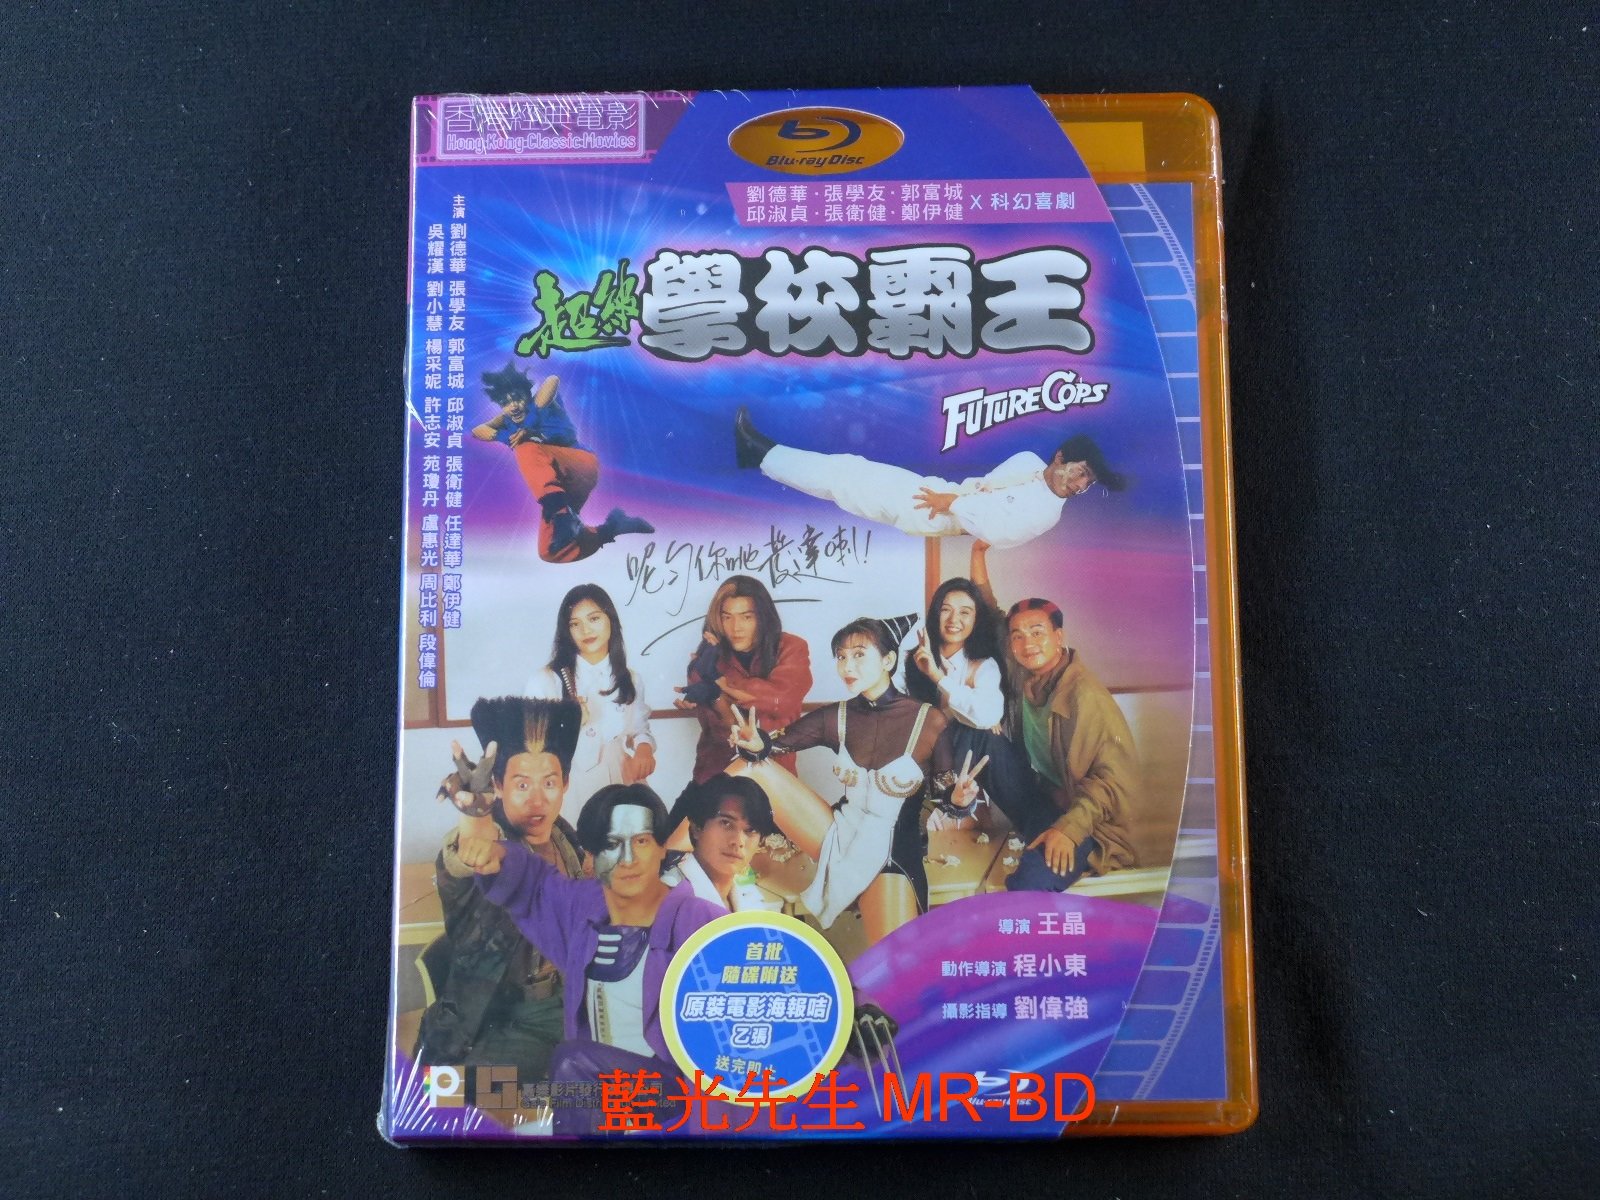 香港經典電影
Hong Kong Classic Movies
Blu-ray Disc
劉德華·張學友·郭富城
邱淑貞·張衛健·鄭伊健
X 科幻喜劇
主演
劉德華 張學友 郭富城 邱淑貞 張衛健 任達華 鄭伊健
吳耀漢 劉小慧 楊采妮 許志安 苑瓊丹 盧惠光 周比利 段偉倫
超級學校霸王
FUTURE COPS
呢勻你哋發達喇!
導演 王晶
動作導演 程小東
攝影指導 劉偉強
首批
隨碟附送
原裝電影海報咭
乙張
送完即止
Blu-ray Disc
藍光先生 MR-BD